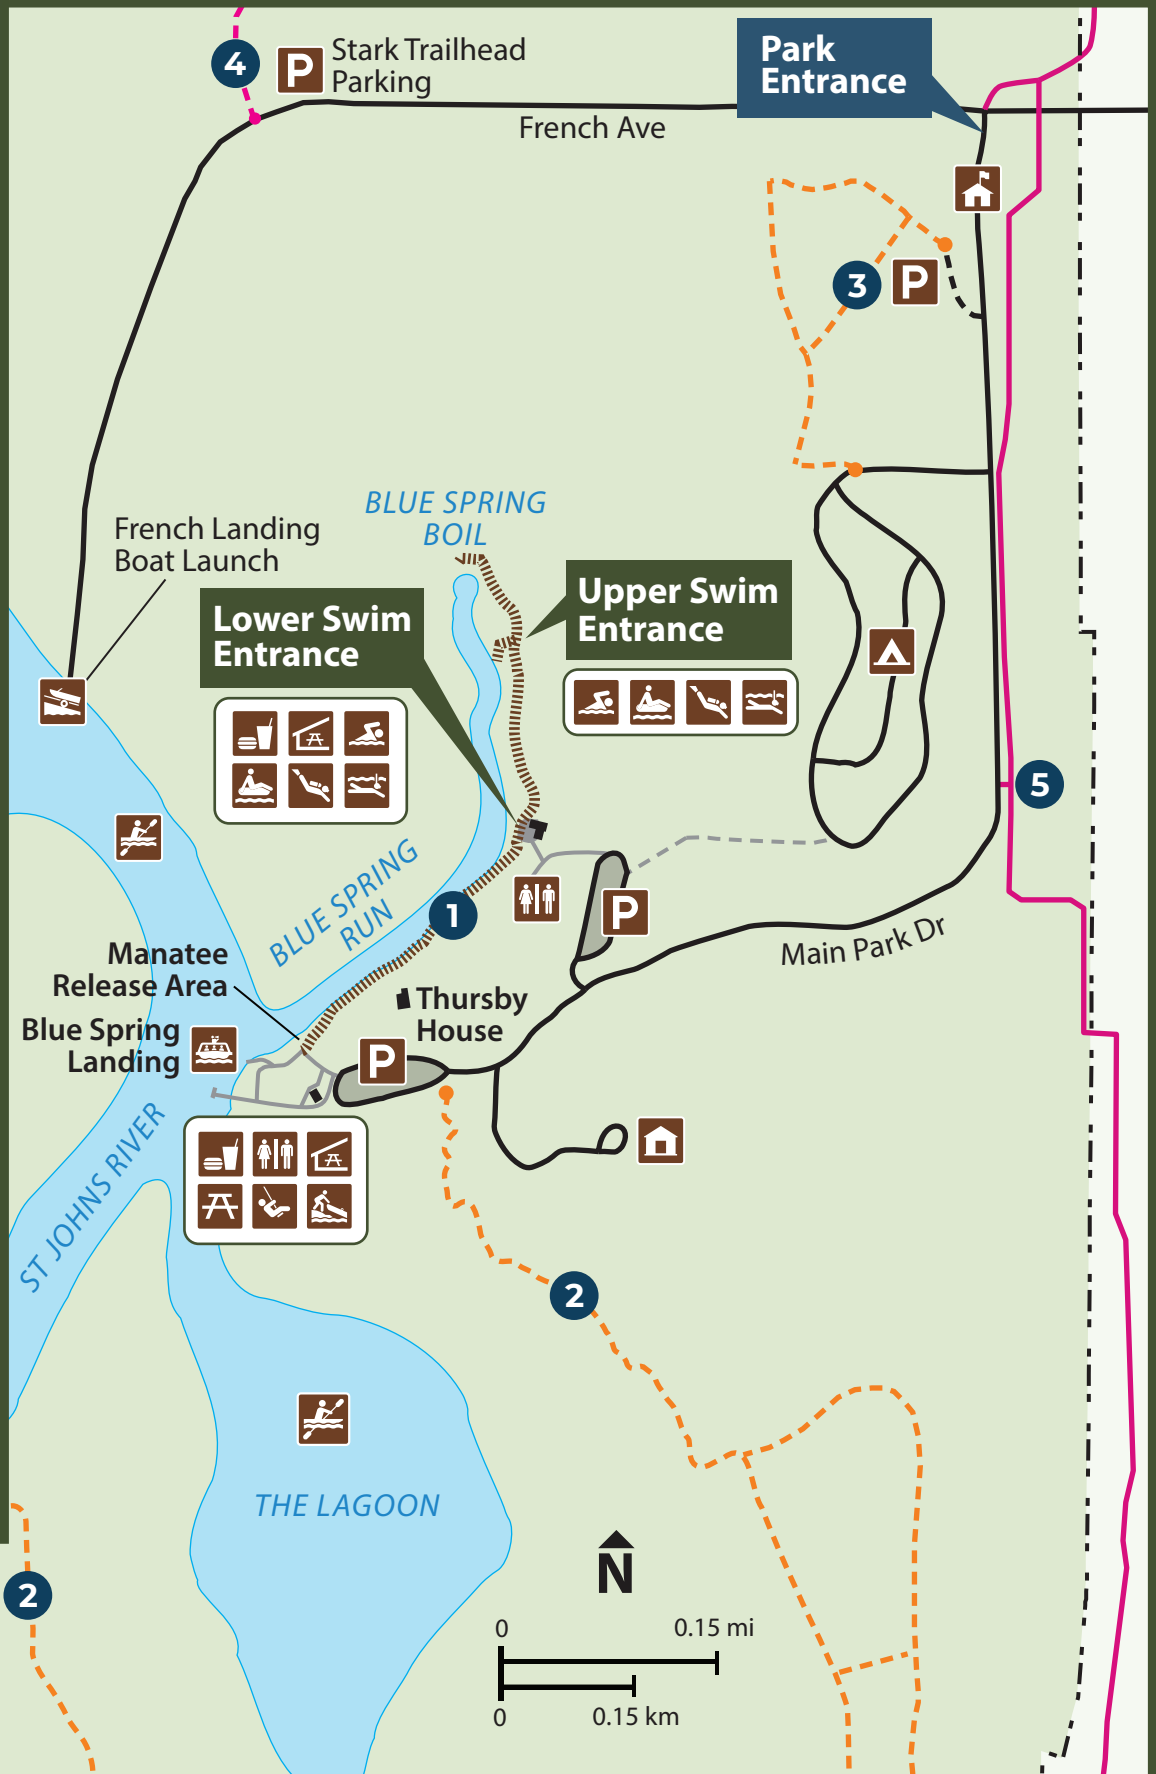 4
P
Stark Trailhead
Parking
Park
Entrance
French Ave
3
P
BLUE SPRING
BOIL
French Landing
Boat Launch
Lower Swim
Entrance
Upper Swim
Entrance
5
BLUE SPRING
RUN
1
P
Main Park Dr
Manatee
Release Area
Thursby
House
Blue Spring
Landing
P
ST JOHNS RIVER
2
THE LAGOON
2
N
0
0.15 mi
0
0.15 km